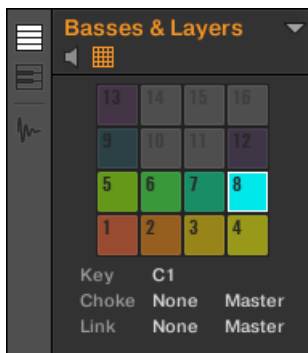 Basses & Layers
13 14 15 16
9 10 11 12
5 6 7 8
1 2 3 4
Key C1
Choke None Master
Link None Master